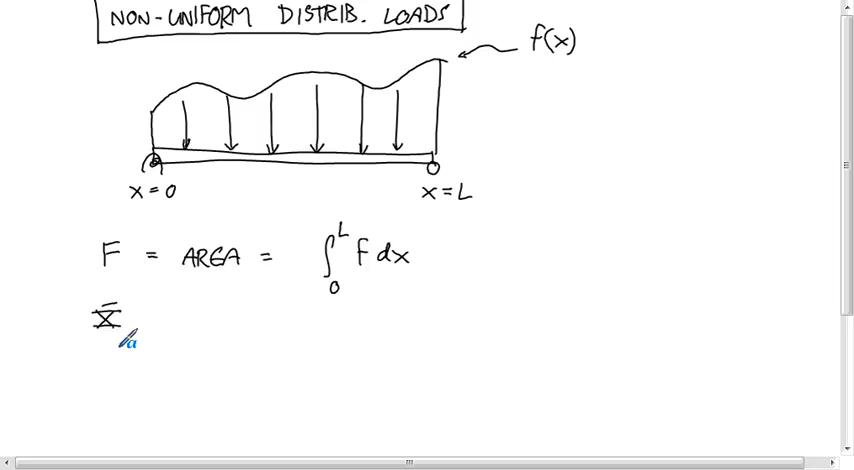 NON-UNIFORM DISTRIB. LOADS
f(x)
x = 0
x = L
F = AREA = ∫₀ᴸ f dx
x̄